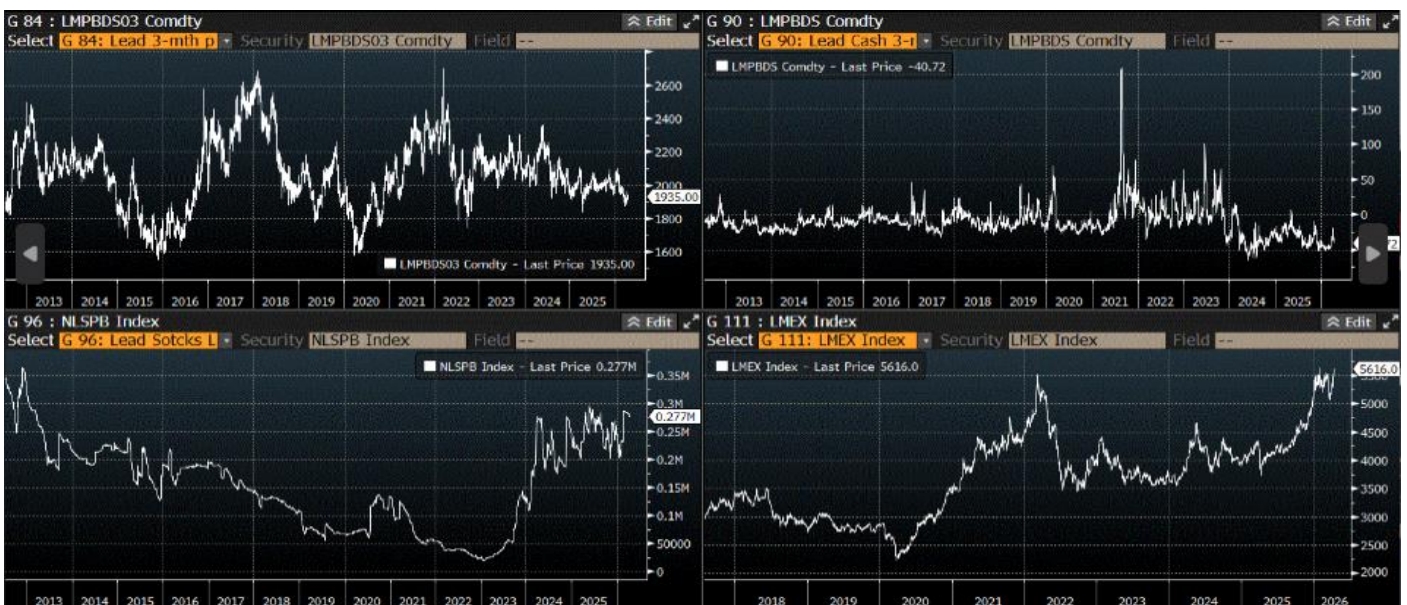 G 84 : LMPBDS03 Comdty
Edit
Select G 84: Lead 3-mth p Security LMPBDS03 Comdty Field --
2600
2400
2200
2000
1935.00
1800
1600
LMPBDS03 Comdty - Last Price 1935.00
2013 2014 2015 2016 2017 2018 2019 2020 2021 2022 2023 2024 2025
G 90 : LMPBDS Comdty
Edit
Select G 90: Lead Cash 3-r Security LMPBDS Comdty Field --
LMPBDS Comdty - Last Price -40.72
200
150
100
50
0
72
2013 2014 2015 2016 2017 2018 2019 2020 2021 2022 2023 2024 2025
G 96 : NLSPB Index
Edit
Select G 96: Lead Sotcks L Security NLSPB Index Field --
NLSPB Index - Last Price 0.277M
0.35M
0.3M
0.277M
0.25M
0.2M
0.15M
0.1M
50000
0
2013 2014 2015 2016 2017 2018 2019 2020 2021 2022 2023 2024 2025
G 111 : LMEX Index
Edit
Select G 111: LMEX Index Security LMEX Index Field --
LMEX Index - Last Price 5616.0
5616.0
5500
5000
4500
4000
3500
3000
2500
2000
2018 2019 2020 2021 2022 2023 2024 2025 2026